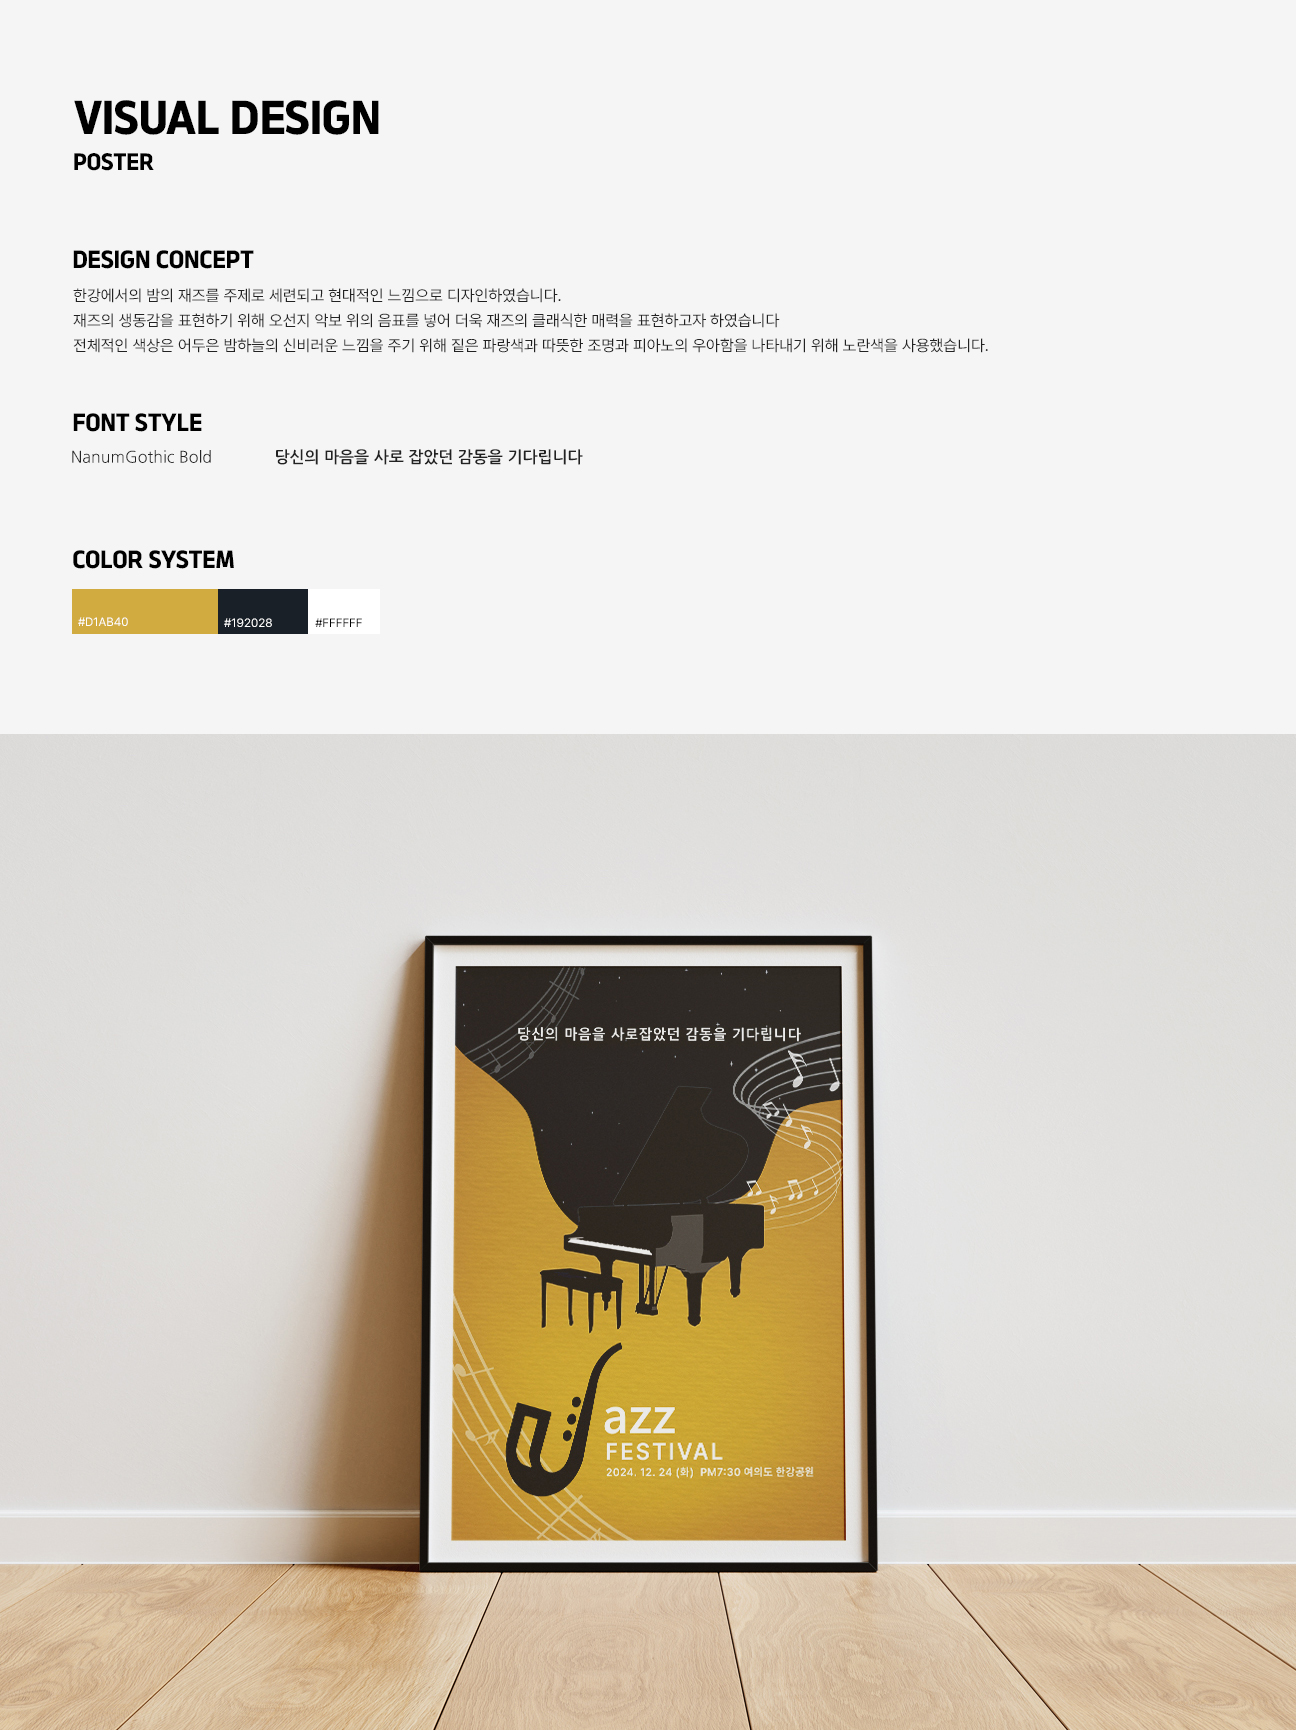 VISUAL DESIGN
POSTER
DESIGN CONCEPT
한강에서의 밤의 재즈를 주제로 세련되고 현대적인 느낌으로 디자인하였습니다.
재즈의 생동감을 표현하기 위해 오선지 악보 위의 음표를 넣어 더욱 재즈의 클래식한 매력을 표현하고자 하였습니다
전체적인 색상은 어두은 밤하늘의 신비러운 느낌을 주기 위해 짙은 파랑색과 따뜻한 조명과 피아노의 우아함을 나타내기 위해 노란색을 사용했습니다.
FONT STYLE
NanumGothic Bold 당신의 마음을 사로 잡았던 감동을 기다립니다
COLOR SYSTEM
#D1AB40 #192028 #FFFFFF
당신의 마음을 사로잡았던 감동을 기다립니다
Jazz
FESTIVAL
2024. 12. 24 (화) PM7:30 여의도 한강공원